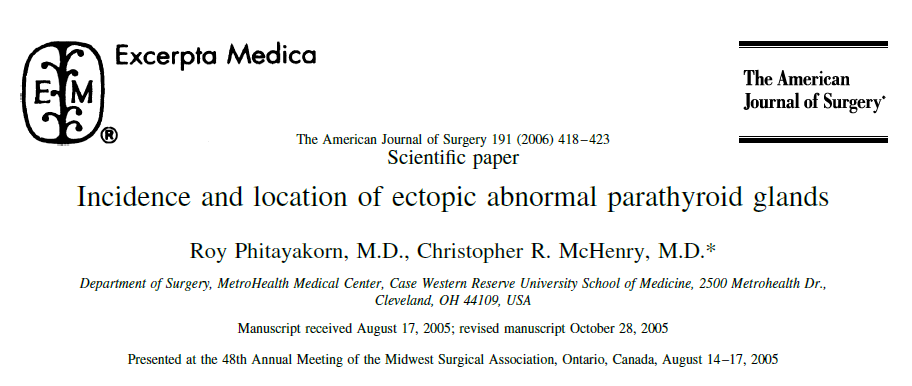 Excerpta Medica
E M
®
The American
Journal of Surgery®
The American Journal of Surgery 191 (2006) 418–423
Scientific paper
Incidence and location of ectopic abnormal parathyroid glands
Roy Phitayakorn, M.D., Christopher R. McHenry, M.D.*
Department of Surgery, MetroHealth Medical Center, Case Western Reserve University School of Medicine, 2500 Metrohealth Dr.,
Cleveland, OH 44109, USA
Manuscript received August 17, 2005; revised manuscript October 28, 2005
Presented at the 48th Annual Meeting of the Midwest Surgical Association, Ontario, Canada, August 14–17, 2005